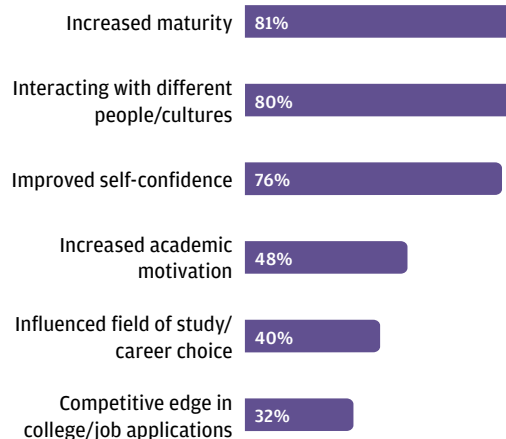 Increased maturity 81%
Interacting with different
people/cultures 80%
Improved self-confidence 76%
Increased academic
motivation 48%
Influenced field of study/
career choice 40%
Competitive edge in
college/job applications 32%